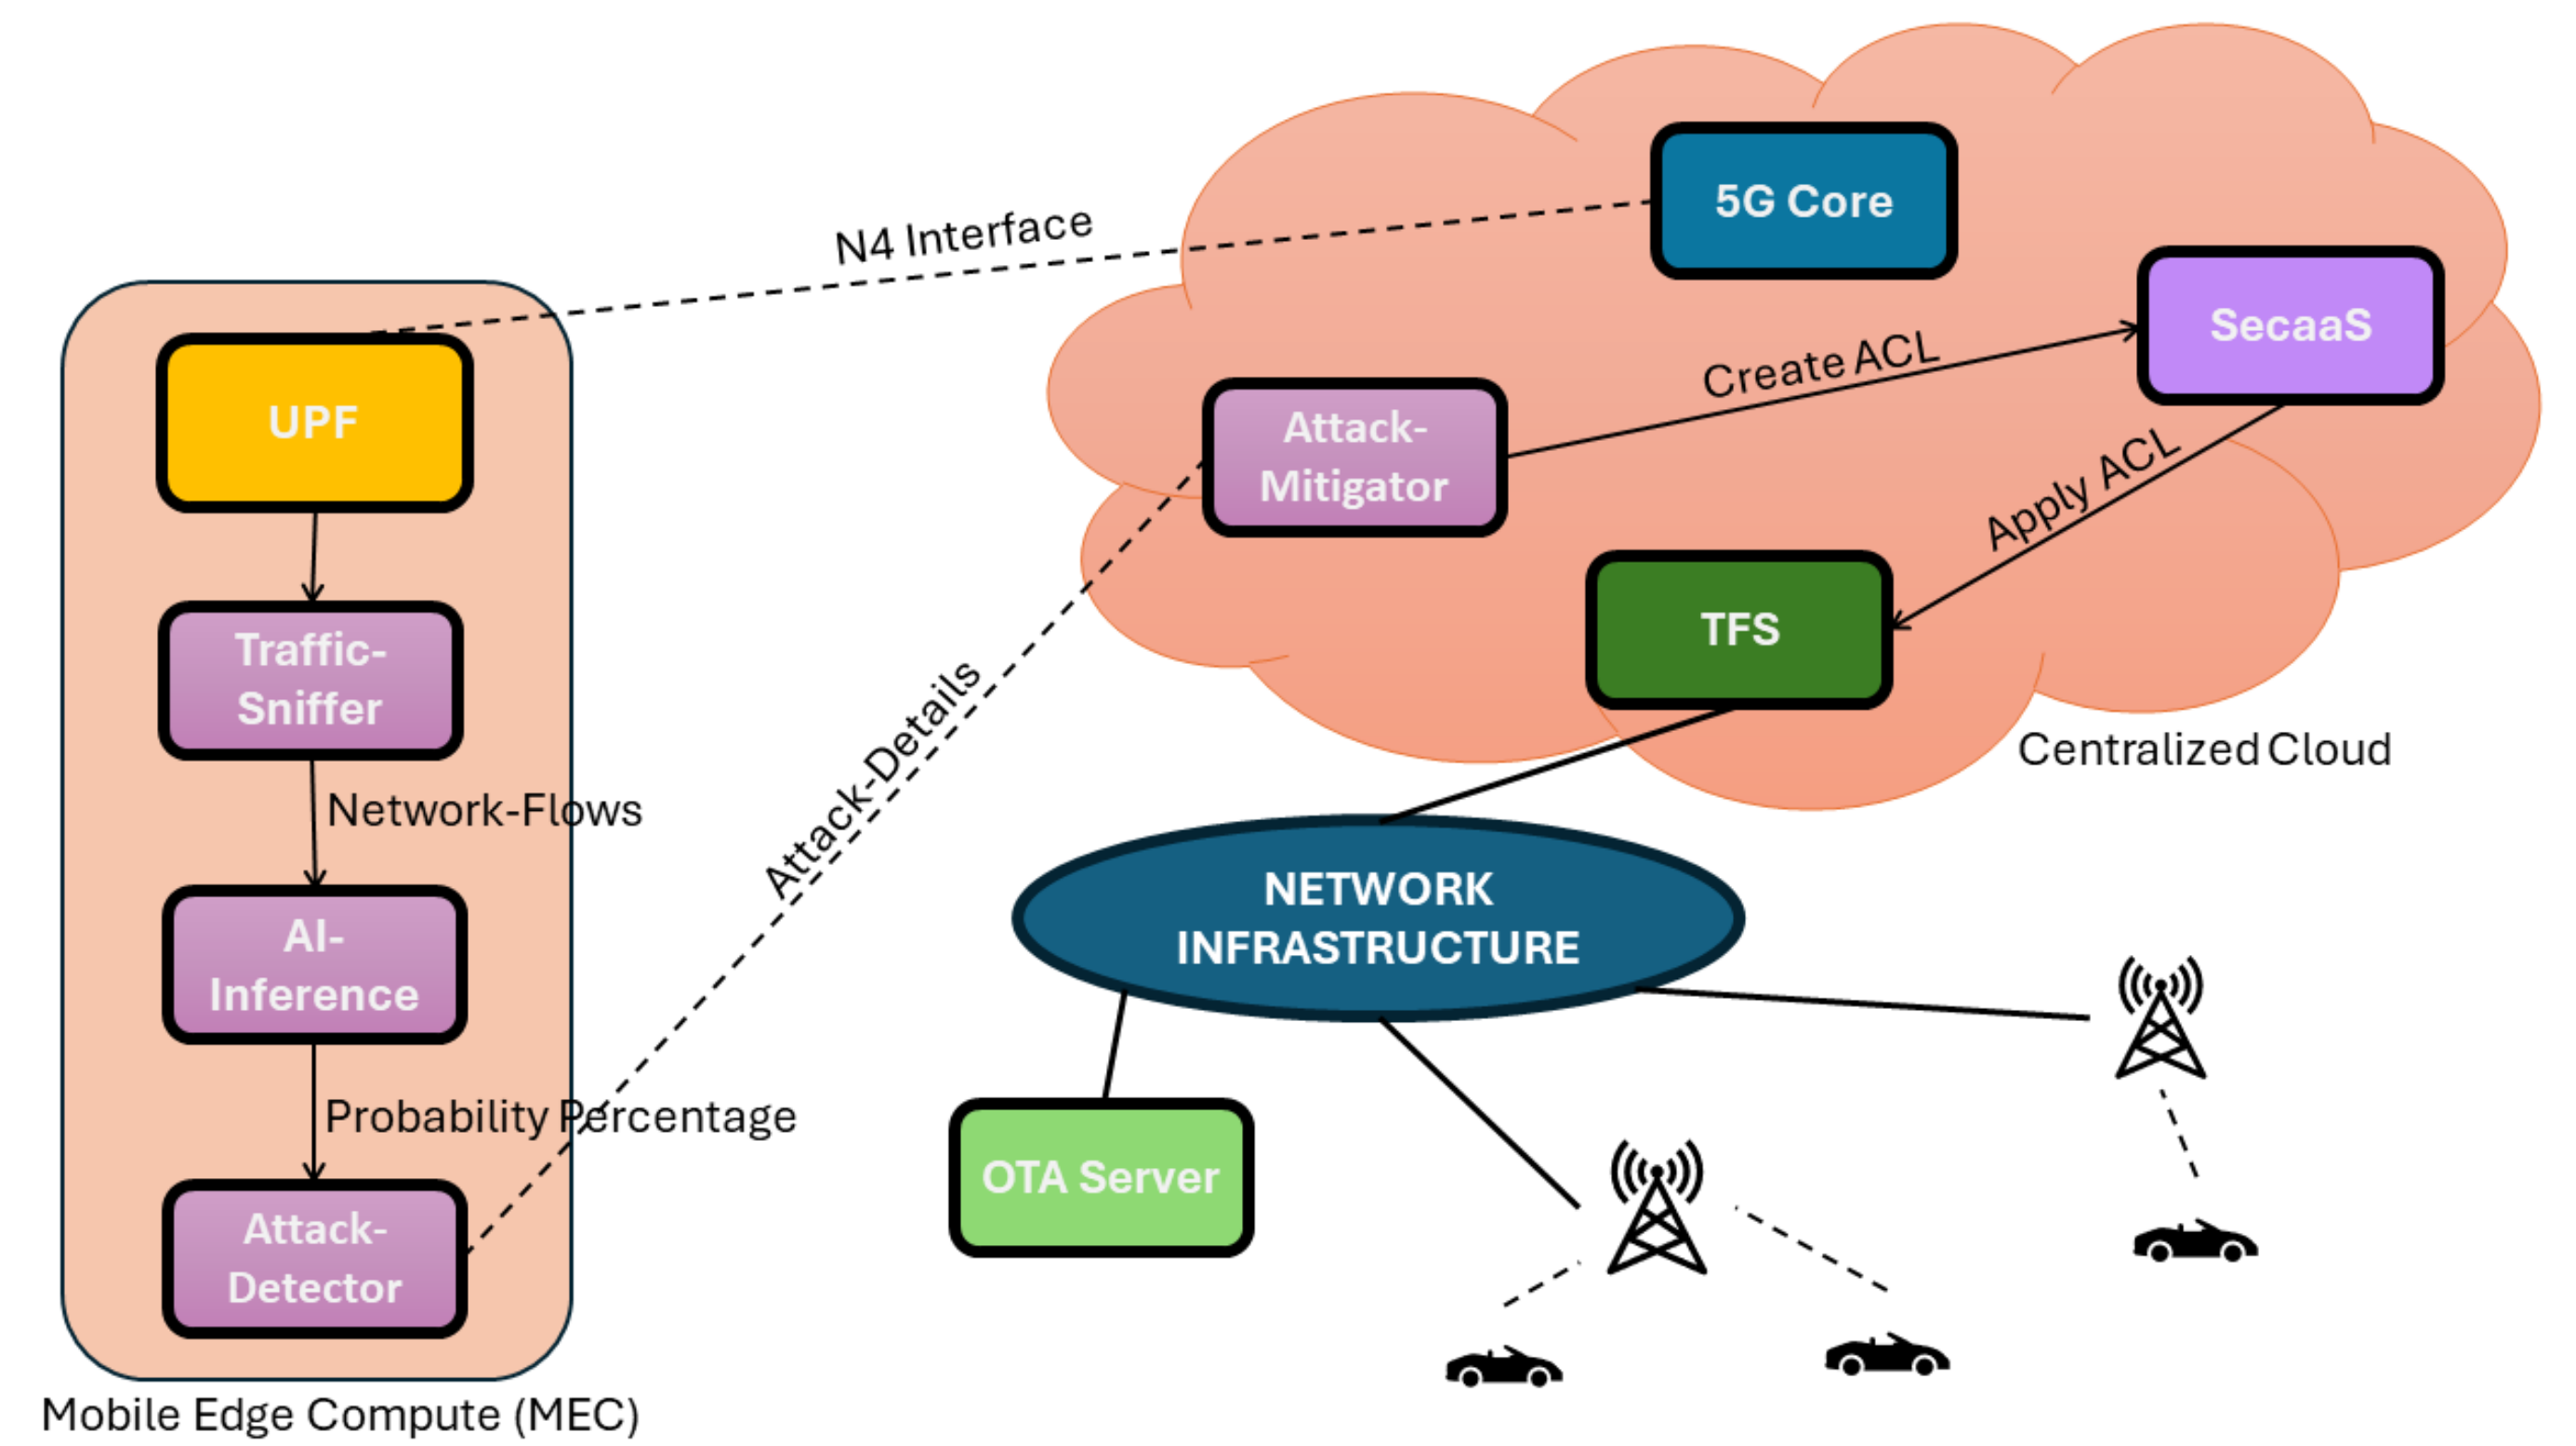 5G Core
N4 Interface
SecaaS
Create ACL
UPF
Attack-
Mitigator
Apply ACL
TFS
Traffic-
Sniffer
Attack-Details
Centralized Cloud
Network-Flows
NETWORK
INFRASTRUCTURE
AI-
Inference
Probability Percentage
OTA Server
Attack-
Detector
Mobile Edge Compute (MEC)